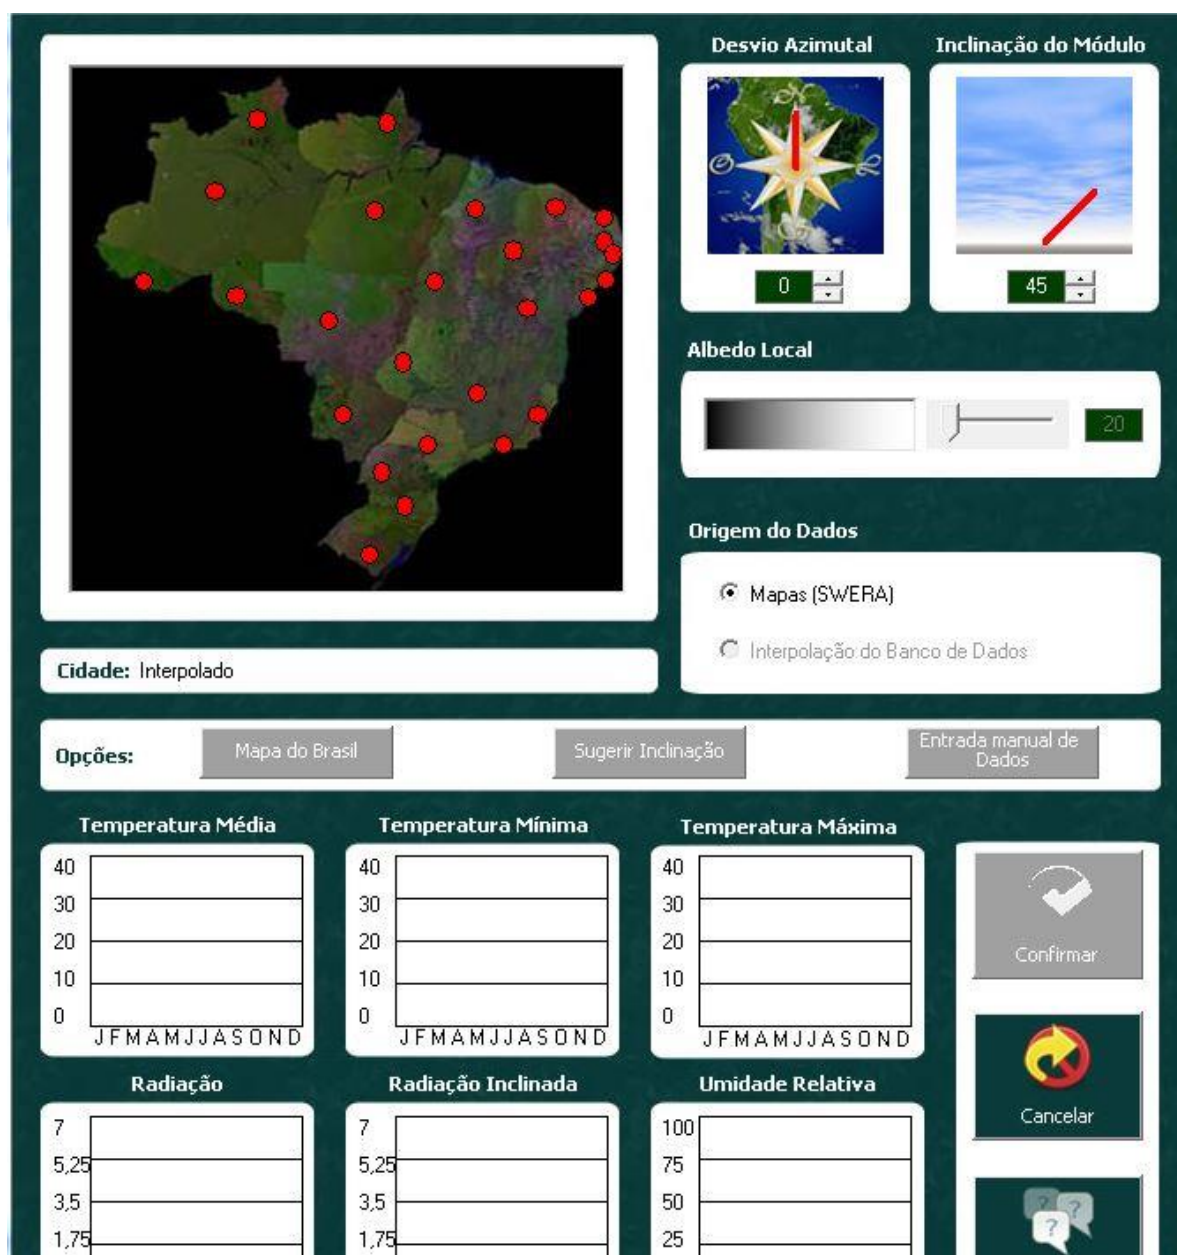 Desvio Azimutal
Inclinação do Módulo
0
45
Albedo Local
20
Origem do Dados
Mapas (SWERA)
Interpolação do Banco de Dados
Cidade: Interpolado
Opções:
Mapa do Brasil
Sugerir Inclinação
Entrada manual de
Dados
Temperatura Média
40
30
20
10
0
J F M A M J J A S O N D
Temperatura Mínima
40
30
20
10
0
J F M A M J J A S O N D
Temperatura Máxima
40
30
20
10
0
J F M A M J J A S O N D
Confirmar
Cancelar
Radiação
7
5,25
3,5
1,75
Radiação Inclinada
7
5,25
3,5
1,75
Umidade Relativa
100
75
50
25
? ?
?